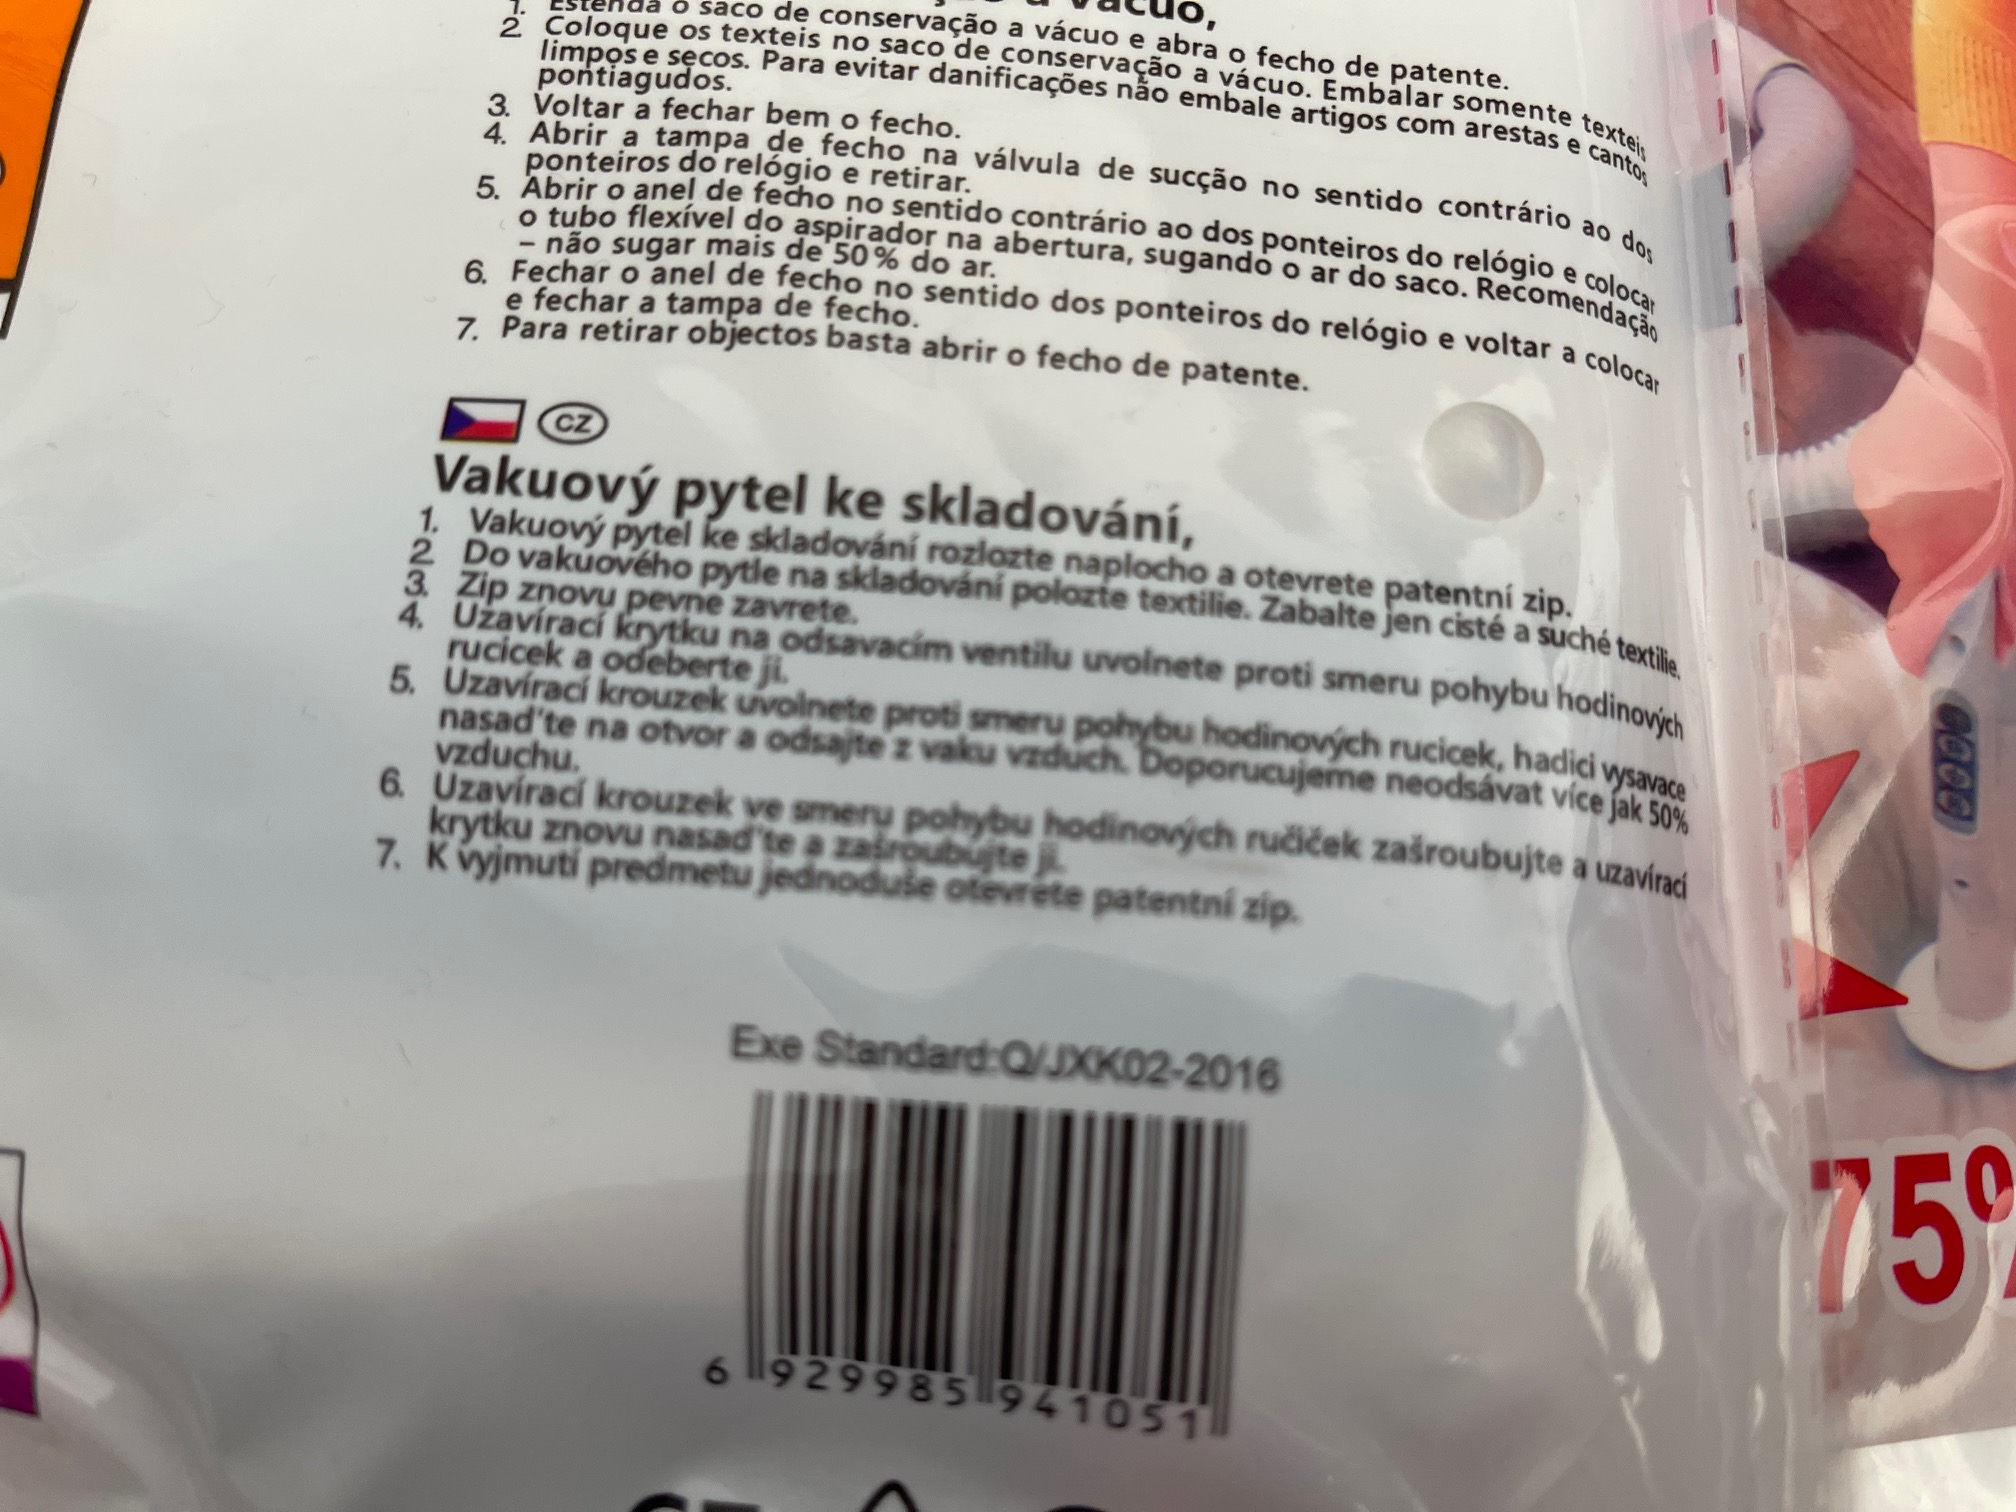 vácuo,
1. Estenda o saco de conservação a vácuo e abra o fecho de patente.
2 Coloque os texteis no saco de conservação a vácuo. Embalar somente texteis
limpos e secos. Para evitar danificações não embale artigos com arestas e cantos
pontiagudos.
3. Voltar a fechar bem o fecho.
4. Abrir a tampa de fecho na válvula de sucção no sentido contrário ao dos
ponteiros do relógio e retirar.
5. Abrir o anel de fecho no sentido contrário ao dos ponteiros do relógio e colocar
o tubo flexível do aspirador na abertura, sugando o ar do saco. Recomendação
– não sugar mais de 50% do ar.
6. Fechar o anel de fecho no sentido dos ponteiros do relógio e voltar a colocar
e fechar a tampa de fecho.
7. Para retirar objectos basta abrir o fecho de patente.
CZ
Vakuový pytel ke skladování,
1. Vakuový pytel ke skladování rozlozte naplocho a otevrete patentní zip.
2 Do vakuového pytle na skladování polozte textilie. Zabalte jen cisté a suché textilie.
3. Zip znovu pevne zavrete.
4. Uzavírací krytku na odsavacím ventilu uvolnete proti smeru pohybu hodinových
rucicek a odeberte ji.
5. Uzavírací krouzek uvolnete proti smeru pohybu hodinových rucicek, hadici vysavace
nasad'te na otvor a odsajte z vaku vzduch. Doporucujeme neodsávat více jak 50%
vzduchu.
6. Uzavírací krouzek ve smeru pohybu hodinových ručiček zašroubujte a uzavírací
krytku znovu nasad'te a zašroubujte ji.
7. K vyjmutí predmetu jednoduše otevrete patentní zip.
Exe Standard:Q/JXK02-2016
6 929985 941051
75%